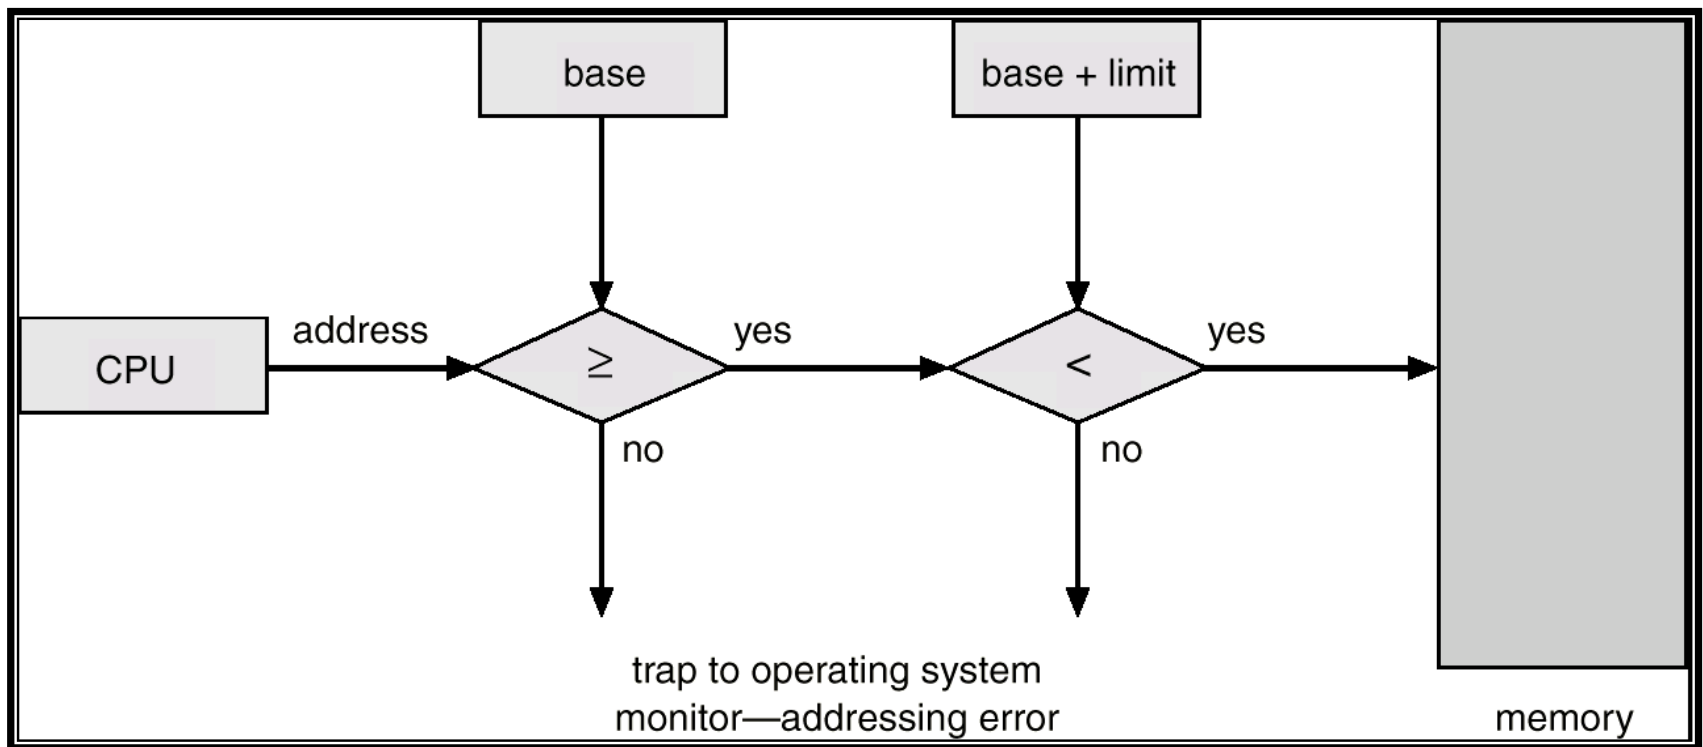 base
base + limit
CPU
address
≥
yes
<
yes
no
no
trap to operating system
monitor—addressing error
memory